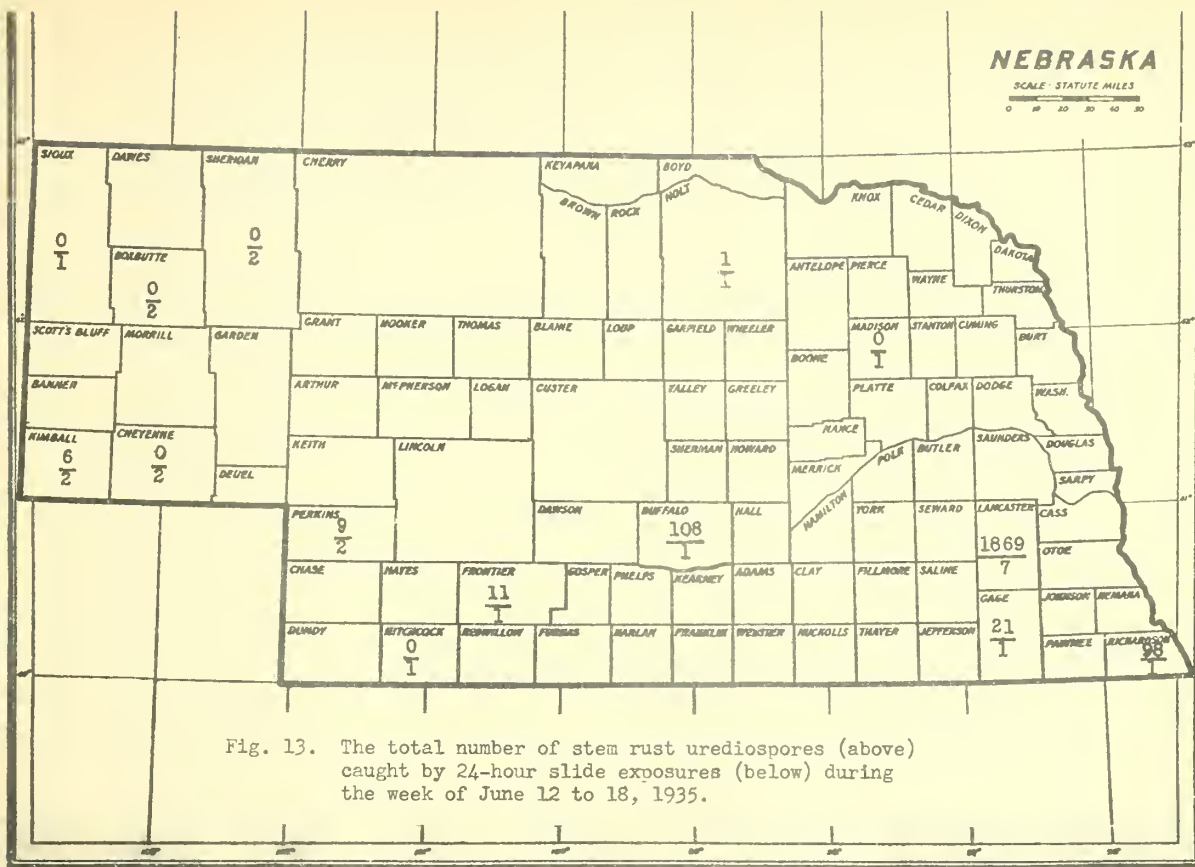 NEBRASKA
SCALE - STATUTE MILES
0 10 20 30 40 50
SIOUX DAWES SHERIDAN CHERRY KEYAPAHA BOYD
BROWN ROCK HOLT KNOX CEDAR DIXON
DAKOTA
0
1
BOXBUTTE
0
2
0
2
1
1
ANTELOPE PIERCE WAYNE THURSTON
SCOTT'S BLUFF MORRILL GARDEN GRANT HOOKER THOMAS BLAINE LOUP GARFIELD WHEELER BOONE MADISON STANTON CUMING BURT
0
1
BANNER ARTHUR McPHERSON LOGAN CUSTER VALLEY GREELEY PLATTE COLFAX DODGE WASH.
KIMBALL CHEYENNE DEUEL KEITH LINCOLN SHERMAN HOWARD NANCE MERRICK POLK BUTLER SAUNDERS DOUGLAS
SARPY
6
2
0
2
PERKINS DAWSON BUFFALO HALL HAMILTON YORK SEWARD LANCASTER CASS
9
2
108
1
1869
7
OTOE
CHASE HAYES FRONTIER GOSPER PHELPS KEARNEY ADAMS CLAY FILLMORE SALINE GAGE JOHNSON NEMAHA
11
1
21
1
DUNDY HITCHCOCK REDWILLOW FURNAS HARLAN FRANKLIN WEBSTER NUCKOLLS THAYER JEFFERSON PAWNEE RICHARDSON
0
1
98
1
Fig. 13. The total number of stem rust urediospores (above)
caught by 24-hour slide exposures (below) during
the week of June 12 to 18, 1935.